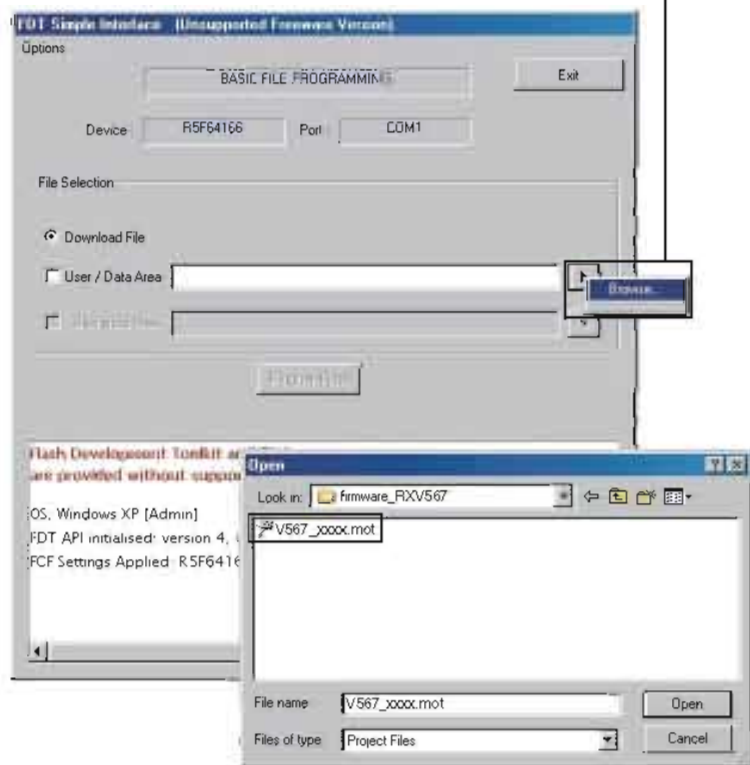 FDT Simple Interface (Unsupported Freeware Version)
Options
BASIC FILE PROGRAMMING
Exit
Device
R5F64166
Port
COM1
File Selection
Download File
User / Data Area
Browse...
Flash Development Toolkit
are provided without
OS, Windows XP [Admin]
FDT API initialised: version 4,
FCF Settings Applied R5F6416
Open
Look in: firmware_RXV567
V567_xxxx.mot
File name V567_xxxx.mot
Open
Files of type Project Files
Cancel